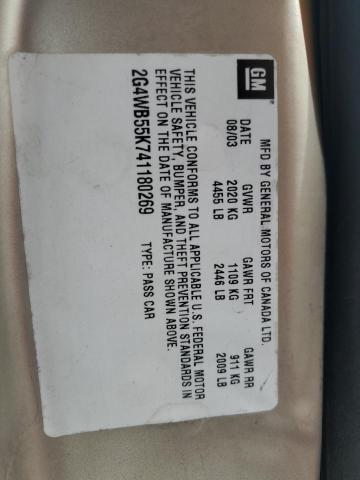 GM
MFD BY GENERAL MOTORS OF CANADA LTD.
DATE GVWR GAWR FRT GAWR RR
08/03 2020 KG 1109 KG 911 KG
4455 LB 2446 LB 2009 LB
THIS VEHICLE CONFORMS TO ALL APPLICABLE U.S. FEDERAL MOTOR
VEHICLE SAFETY, BUMPER, AND THEFT PREVENTION STANDARDS IN
EFFECT ON THE DATE OF MANUFACTURE SHOWN ABOVE.
2G4WB55K741180269 TYPE: PASS CAR